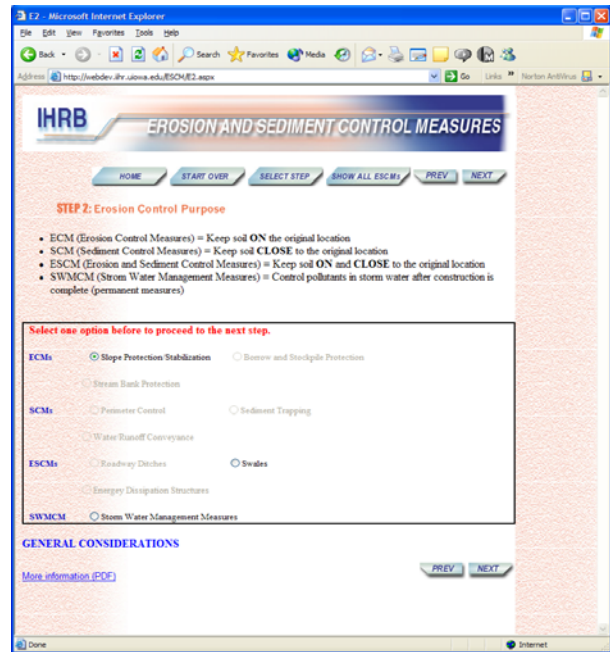 E2 - Microsoft Internet Explorer
File Edit View Favorites Tools Help
Back Search Favorites Media
Address http://webdev.ihr.uiowa.edu/ESCM/E2.aspx Go Links » Norton AntiVirus
IHRB EROSION AND SEDIMENT CONTROL MEASURES
HOME START OVER SELECT STEP SHOW ALL ESCMs PREV NEXT
STEP 2: Erosion Control Purpose
• ECM (Erosion Control Measures) = Keep soil ON the original location
• SCM (Sediment Control Measures) = Keep soil CLOSE to the original location
• ESCM (Erosion and Sediment Control Measures) = Keep soil ON and CLOSE to the original location
• SWMCM (Strom Water Management Measures) = Control pollutants in storm water after construction is
complete (permanent measures)
Select one option before to proceed to the next step.
ECMs Slope Protection/Stabilization Borrow and Stockpile Protection
Stream Bank Protection
SCMs Perimeter Control Sediment Trapping
Water Runoff Conveyance
ESCMs Roadway Ditches Swales
Energey Dissipation Structures
SWMCM Storm Water Management Measures
GENERAL CONSIDERATIONS
PREV NEXT
More information (PDF)
Done Internet